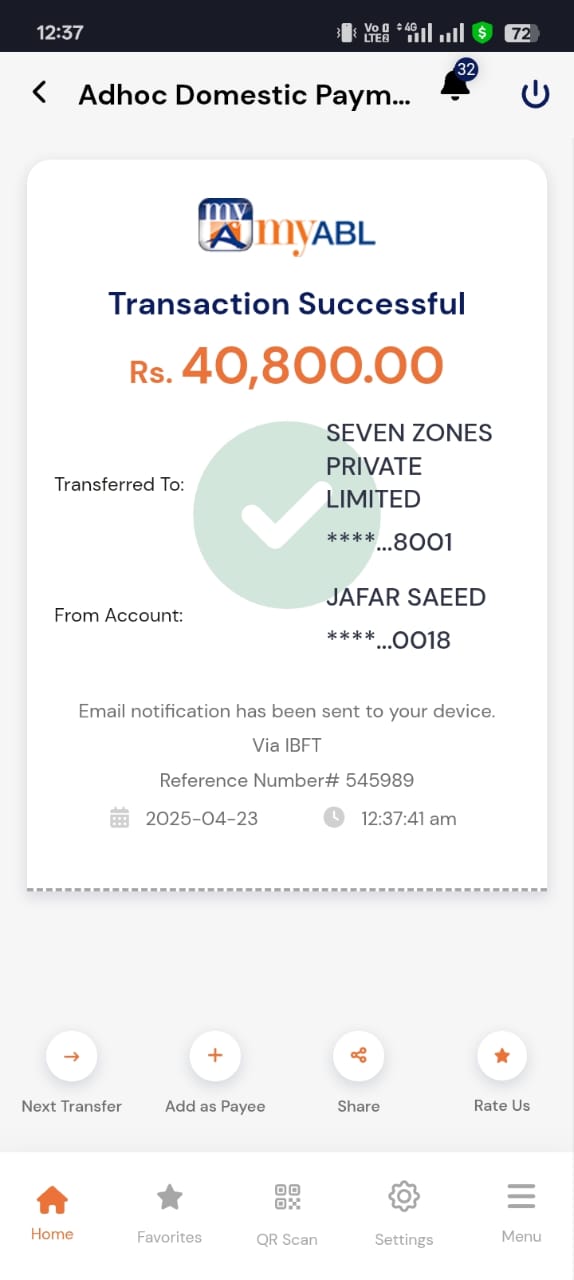 12:37
Vo LTE2 4G 72
Adhoc Domestic Paym...
32
my
myABL
Transaction Successful
Rs. 40,800.00
Transferred To:
SEVEN ZONES
PRIVATE
LIMITED
****...8001
From Account:
JAFAR SAEED
****...0018
Email notification has been sent to your device.
Via IBFT
Reference Number# 545989
2025-04-23 12:37:41 am
Next Transfer Add as Payee Share Rate Us
Home Favorites QR Scan Settings Menu